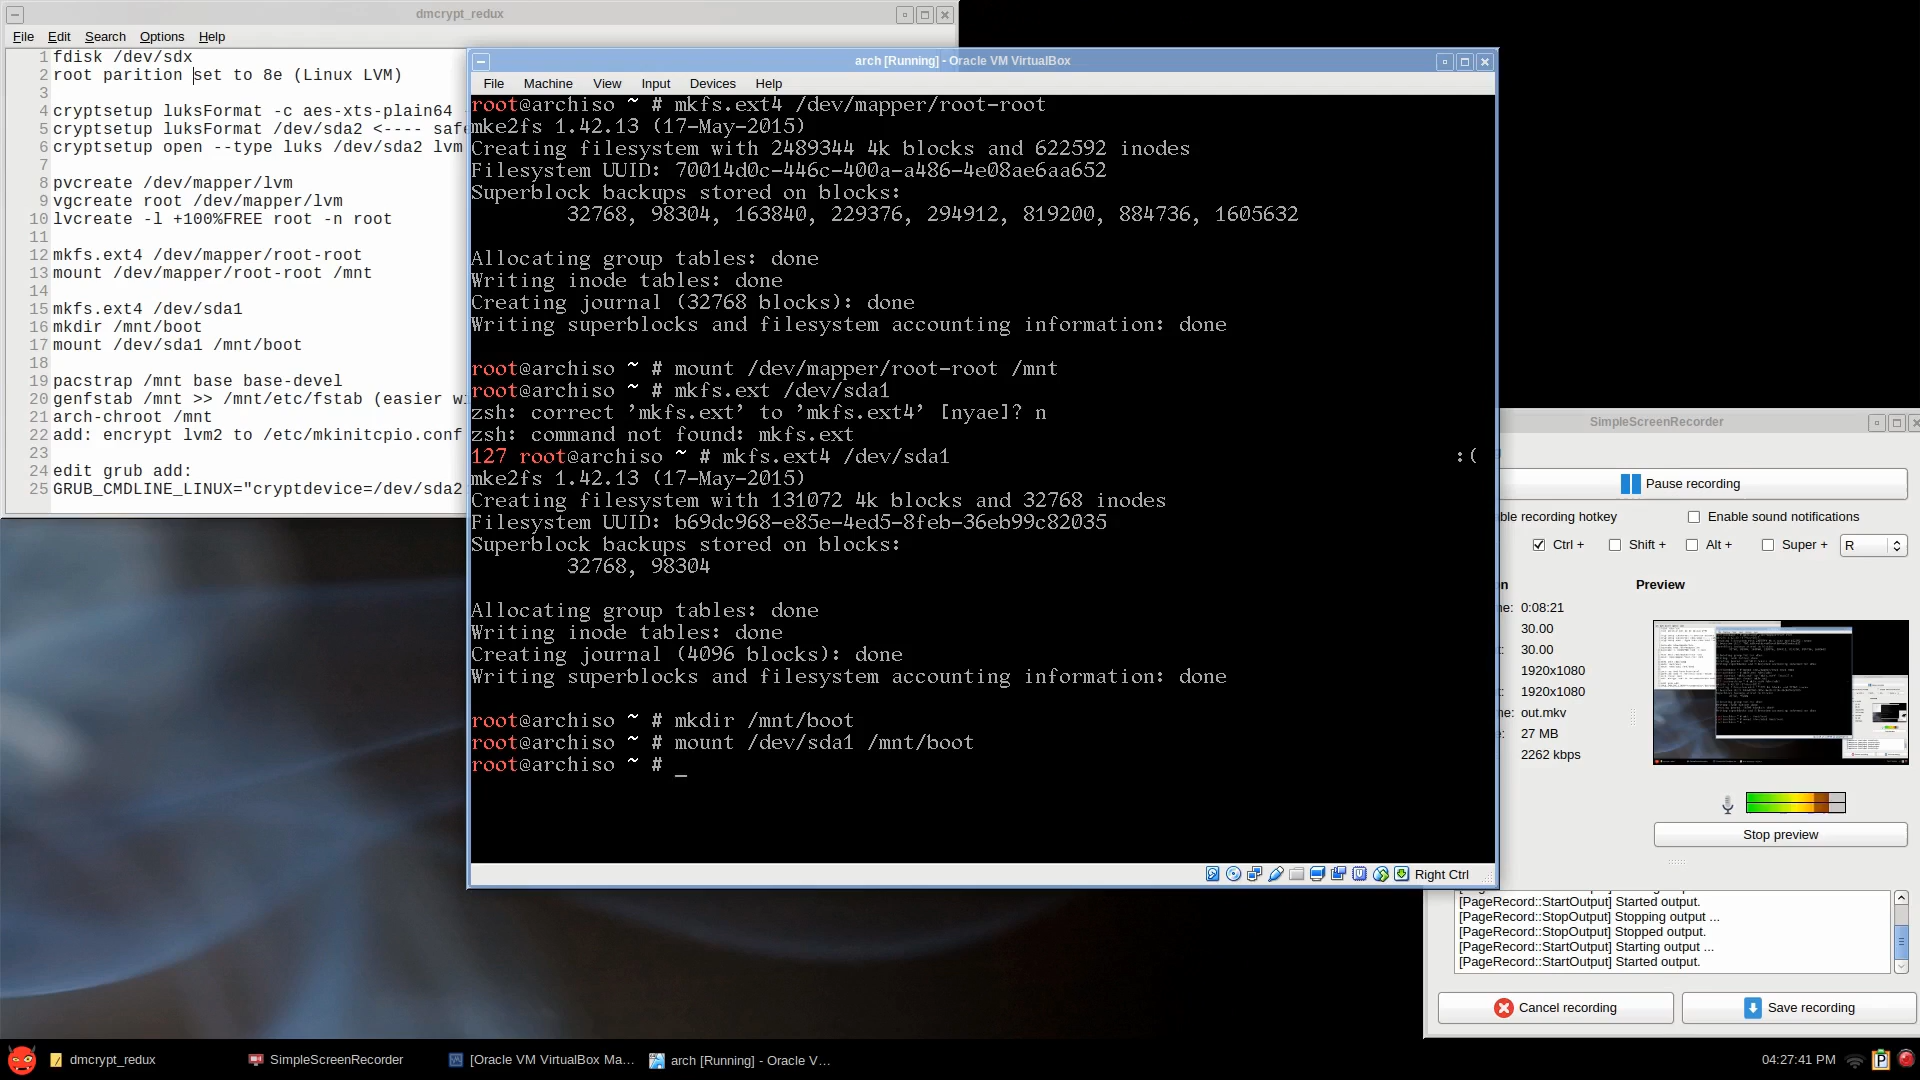 dmcrypt_redux
File Edit Search Options Help
1 fdisk /dev/sdx
2 root parition set to 8e (Linux LVM)
3
4 cryptsetup luksFormat -c aes-xts-plain64
5 cryptsetup luksFormat /dev/sda2 <---- safe
6 cryptsetup open --type luks /dev/sda2 lvm
7
8 pvcreate /dev/mapper/lvm
9 vgcreate root /dev/mapper/lvm
10 lvcreate -l +100%FREE root -n root
11
12 mkfs.ext4 /dev/mapper/root-root
13 mount /dev/mapper/root-root /mnt
14
15 mkfs.ext4 /dev/sda1
16 mkdir /mnt/boot
17 mount /dev/sda1 /mnt/boot
18
19 pacstrap /mnt base base-devel
20 genfstab /mnt >> /mnt/etc/fstab (easier w
21 arch-chroot /mnt
22 add: encrypt lvm2 to /etc/mkinitcpio.conf
23
24 edit grub add:
25 GRUB_CMDLINE_LINUX="cryptdevice=/dev/sda2
arch [Running] - Oracle VM VirtualBox
File Machine View Input Devices Help
root@archiso ~ # mkfs.ext4 /dev/mapper/root-root
mke2fs 1.42.13 (17-May-2015)
Creating filesystem with 2489344 4k blocks and 622592 inodes
Filesystem UUID: 70014d0c-446c-400a-a486-4e08ae6aa652
Superblock backups stored on blocks:
32768, 98304, 163840, 229376, 294912, 819200, 884736, 1605632
Allocating group tables: done
Writing inode tables: done
Creating journal (32768 blocks): done
Writing superblocks and filesystem accounting information: done
root@archiso ~ # mount /dev/mapper/root-root /mnt
root@archiso ~ # mkfs.ext /dev/sda1
zsh: correct 'mkfs.ext' to 'mkfs.ext4' [nyae]? n
zsh: command not found: mkfs.ext
127 root@archiso ~ # mkfs.ext4 /dev/sda1 :(
mke2fs 1.42.13 (17-May-2015)
Creating filesystem with 131072 4k blocks and 32768 inodes
Filesystem UUID: b69dc968-e85e-4ed5-8feb-36eb99c82035
Superblock backups stored on blocks:
32768, 98304
Allocating group tables: done
Writing inode tables: done
Creating journal (4096 blocks): done
Writing superblocks and filesystem accounting information: done
root@archiso ~ # mkdir /mnt/boot
root@archiso ~ # mount /dev/sda1 /mnt/boot
root@archiso ~ # _
Right Ctrl
SimpleScreenRecorder
Pause recording
ble recording hotkey Enable sound notifications
Ctrl + Shift + Alt + Super + R
n Preview
ne: 0:08:21
30.00
: 30.00
1920x1080
1920x1080
ne: out.mkv
: 27 MB
2262 kbps
Stop preview
[PageRecord::StartOutput] Started output.
[PageRecord::StopOutput] Stopping output ...
[PageRecord::StopOutput] Stopped output.
[PageRecord::StartOutput] Starting output ...
[PageRecord::StartOutput] Started output.
Cancel recording Save recording
dmcrypt_redux SimpleScreenRecorder [Oracle VM VirtualBox Ma... arch [Running] - Oracle V... 04:27:41 PM